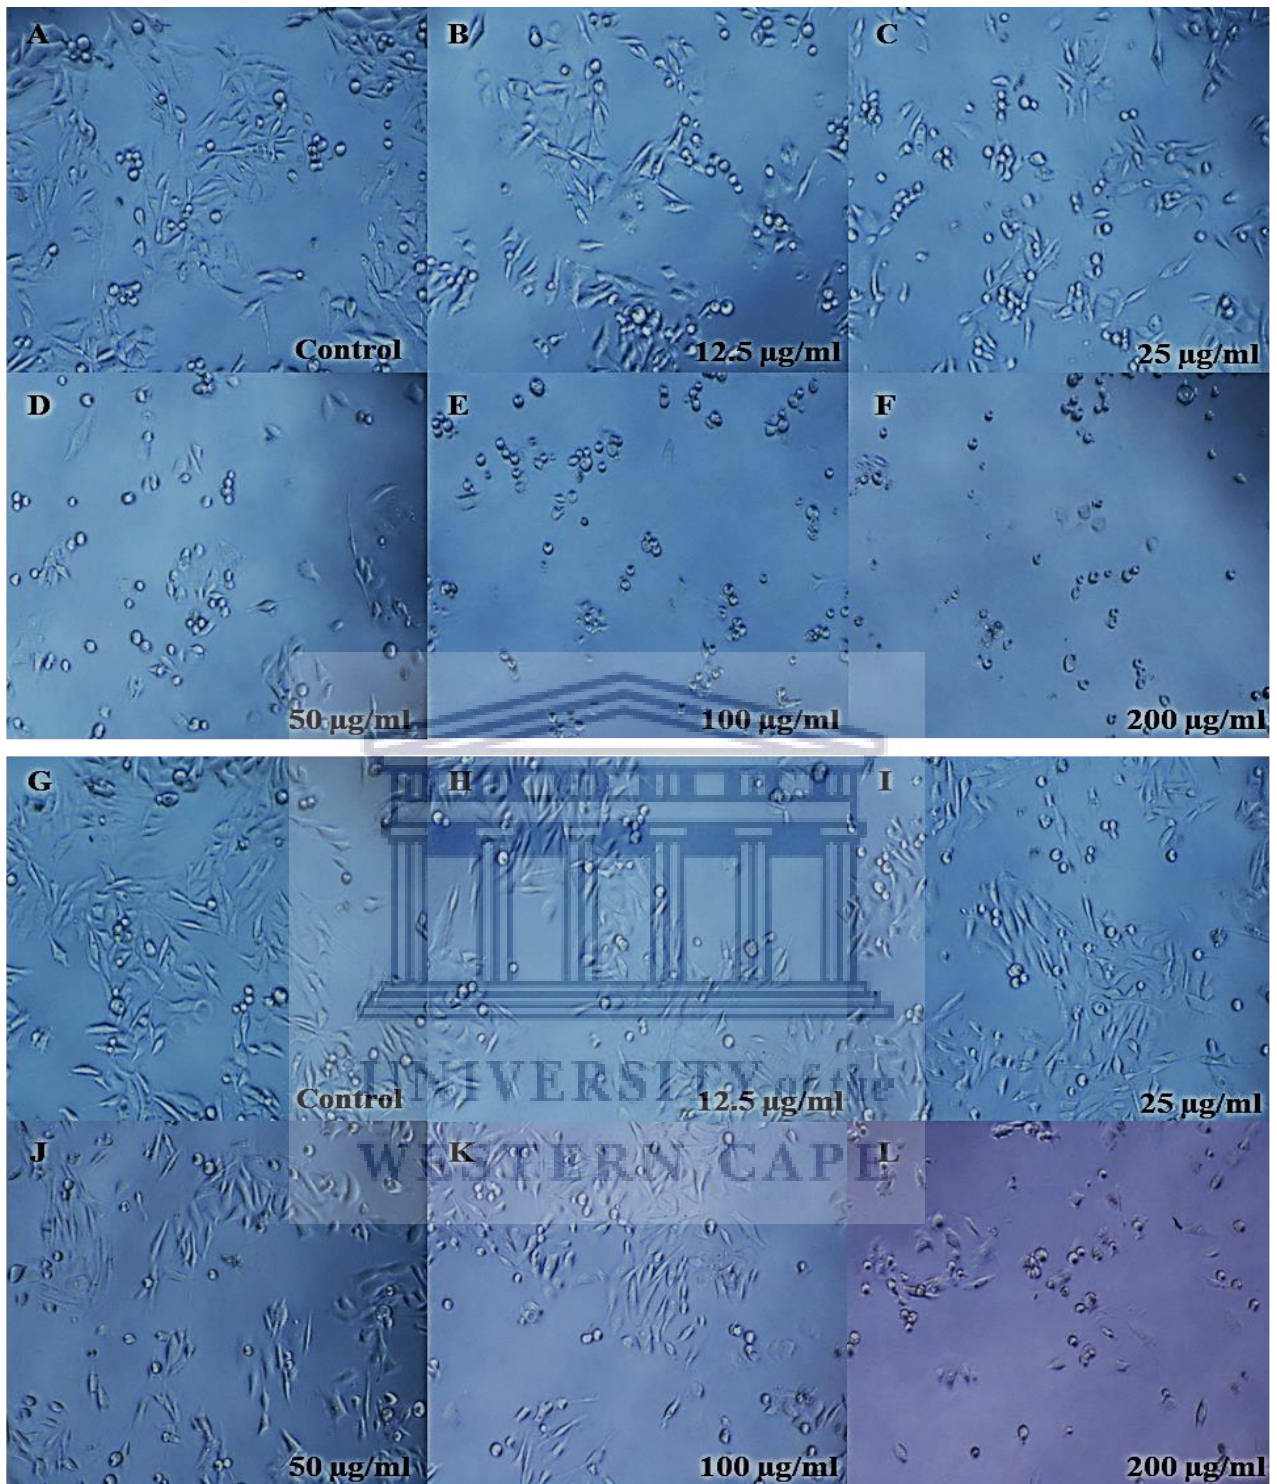 A
B
C
Control
12.5 µg/ml
25 µg/ml
D
E
F
50 µg/ml
100 µg/ml
200 µg/ml
G
H
I
Control
12.5 µg/ml
25 µg/ml
UNIVERSITY of the
J
K
L
WESTERN CAPE
50 µg/ml
100 µg/ml
200 µg/ml